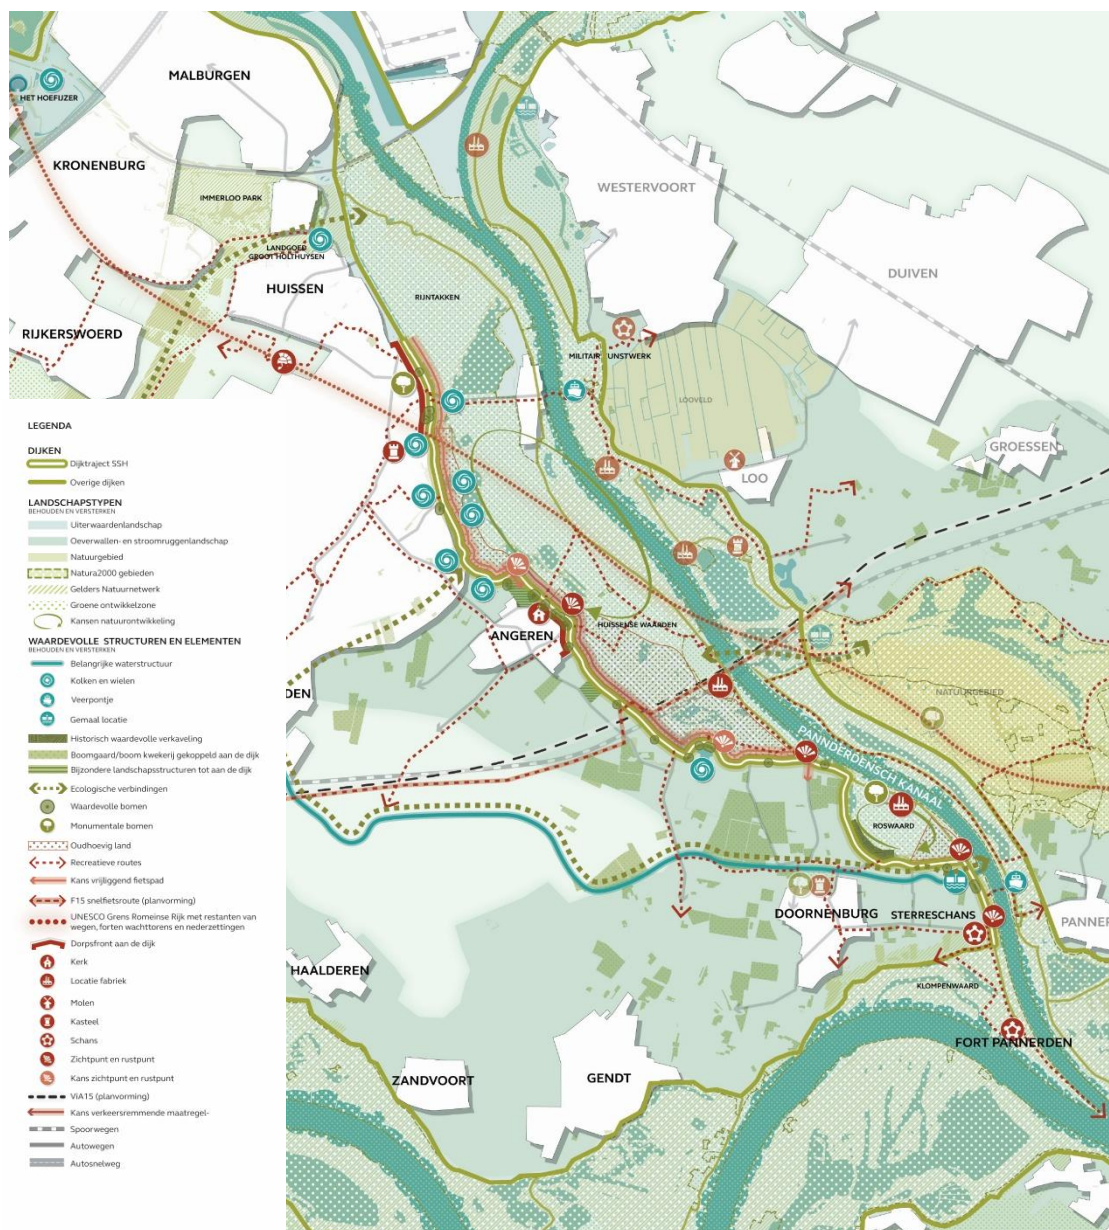 MALBURGEN
HET HOEFIJZER
KRONENBURG
IMMERLOO PARK
WESTERVOORT
LANDGOED
GROOT HOLTHUYSEN
DUIVEN
HUISSEN
RIJNTAKKEN
RIJKERSWOERD
MILITAIR KUNSTWERK
LOOVELD
GROESSEN
LOO
ANGEREN
HUISSENSE WAARDEN
DEN
NATUURGEBIED
PANNDERDENSCH KANAAL
ROSWAARD
DOORNENBURG
STERRESCHANS
PANNER
HAALDEREN
KLOMPENWAARD
FORT PANNERDEN
ZANDVOORT
GENDT
LEGENDA
DIJKEN
Dijktraject SSH
Overige dijken
LANDSCHAPSTYPEN
BEHOUDEN EN VERSTERKEN
Uiterwaardenlandschap
Oeverwallen- en stroomruggenlandschap
Natuurgebied
Natura2000 gebieden
Gelders Natuurnetwerk
Groene ontwikkelzone
Kansen natuurontwikkeling
WAARDEVOLLE STRUCTUREN EN ELEMENTEN
BEHOUDEN EN VERSTERKEN
Belangrijke waterstructuur
Kolken en wielen
Veerpontje
Gemaal locatie
Historisch waardevolle verkaveling
Boomgaard/boom kwekerij gekoppeld aan de dijk
Bijzondere landschapsstructuren tot aan de dijk
Ecologische verbindingen
Waardevolle bomen
Monumentale bomen
Oudhoevig land
Recreatieve routes
Kans vrijliggend fietspad
F15 snelfietsroute (planvorming)
UNESCO Grens Romeinse Rijk met restanten van
wegen, forten wachttorens en nederzettingen
Dorpsfront aan de dijk
Kerk
Locatie fabriek
Molen
Kasteel
Schans
Zichtpunt en rustpunt
Kans zichtpunt en rustpunt
ViA15 (planvorming)
Kans verkeersremmende maatregel-
Spoorwegen
Autowegen
Autosnelweg